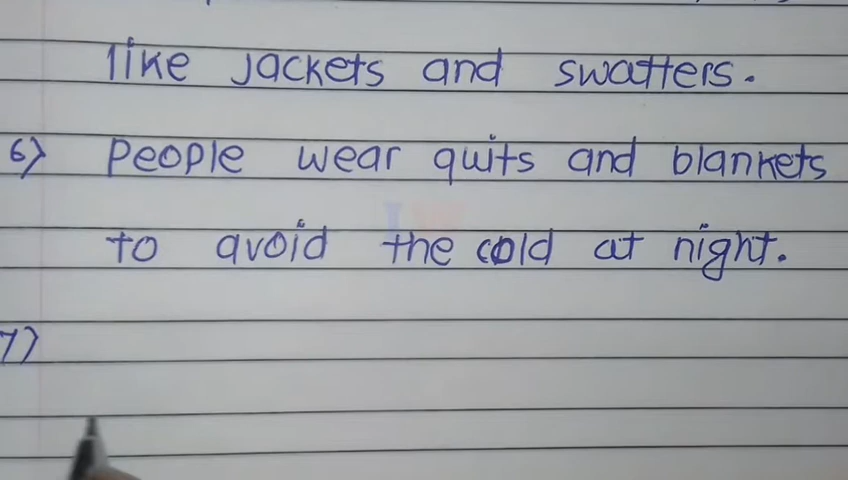 like jackets and swatters.
6) People wear quits and blankets
to avoid the cold at night.
7)